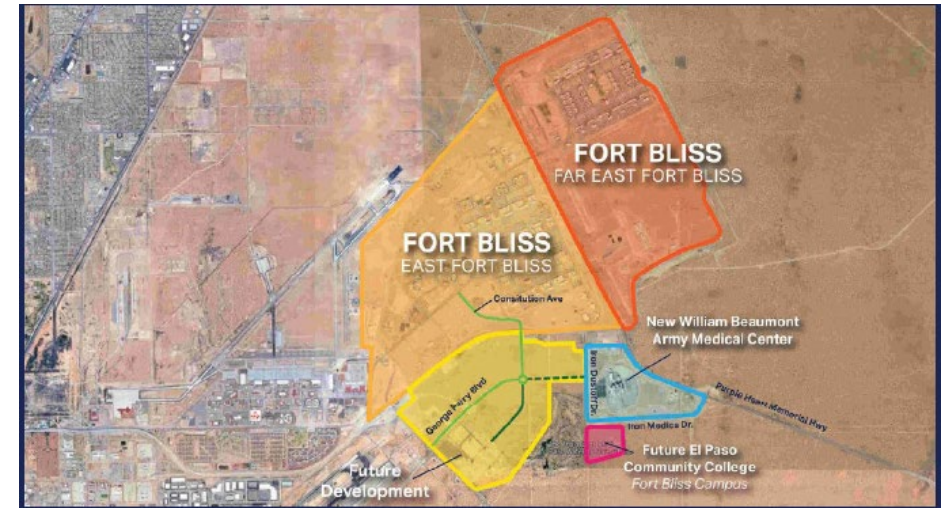 FORT BLISS
FAR EAST FORT BLISS
FORT BLISS
EAST FORT BLISS
Consitution Ave
New William Beaumont
Army Medical Center
Iron Dustoff Dr.
George Perry Blvd
Purple Heart Memorial Hwy
Iron Medics Dr.
Future El Paso
Community College
Fort Bliss Campus
Future
Development